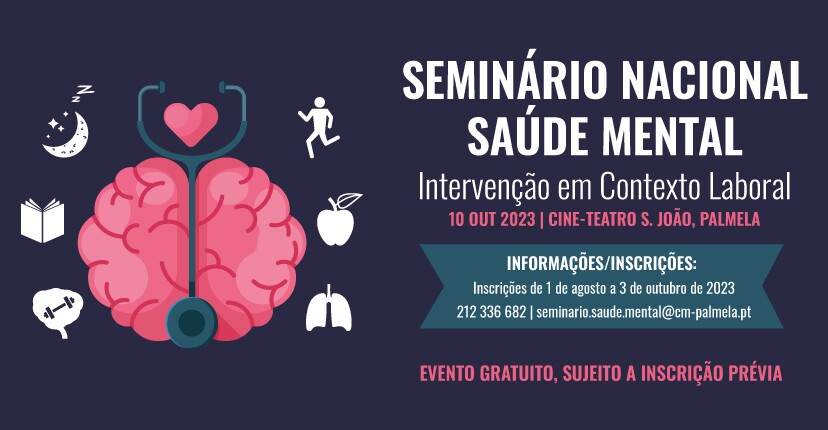 SEMINÁRIO NACIONAL
SAÚDE MENTAL
Intervenção em Contexto Laboral
10 OUT 2023 | CINE-TEATRO S. JOÃO, PALMELA
INFORMAÇÕES/INSCRIÇÕES:
Inscrições de 1 de agosto a 3 de outubro de 2023
212 336 682 | seminario.saude.mental@cm-palmela.pt
EVENTO GRATUITO, SUJEITO A INSCRIÇÃO PRÉVIA